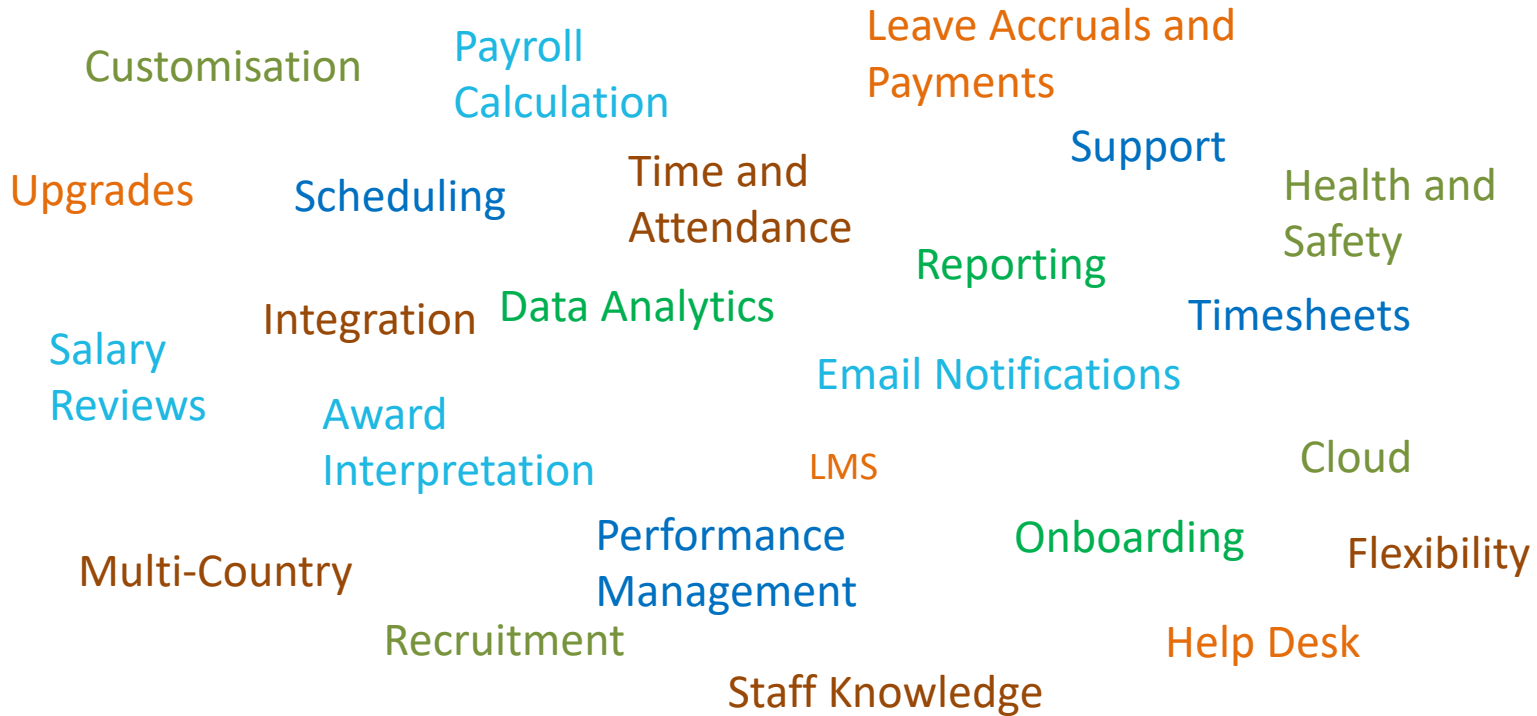 Customisation
Payroll
Calculation
Leave Accruals and
Payments
Support
Upgrades
Scheduling
Time and
Attendance
Health and
Safety
Reporting
Integration
Data Analytics
Timesheets
Salary
Reviews
Email Notifications
Award
Interpretation
LMS
Cloud
Multi-Country
Performance
Management
Onboarding
Flexibility
Recruitment
Help Desk
Staff Knowledge